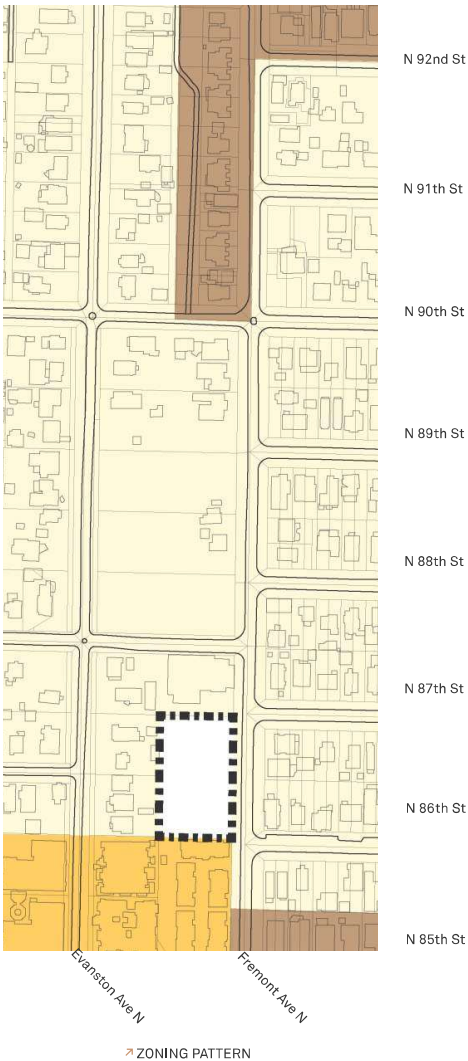 N 92nd St
N 91th St
N 90th St
N 89th St
N 88th St
N 87th St
N 86th St
N 85th St
Evanston Ave N
Fremont Ave N
↗ ZONING PATTERN